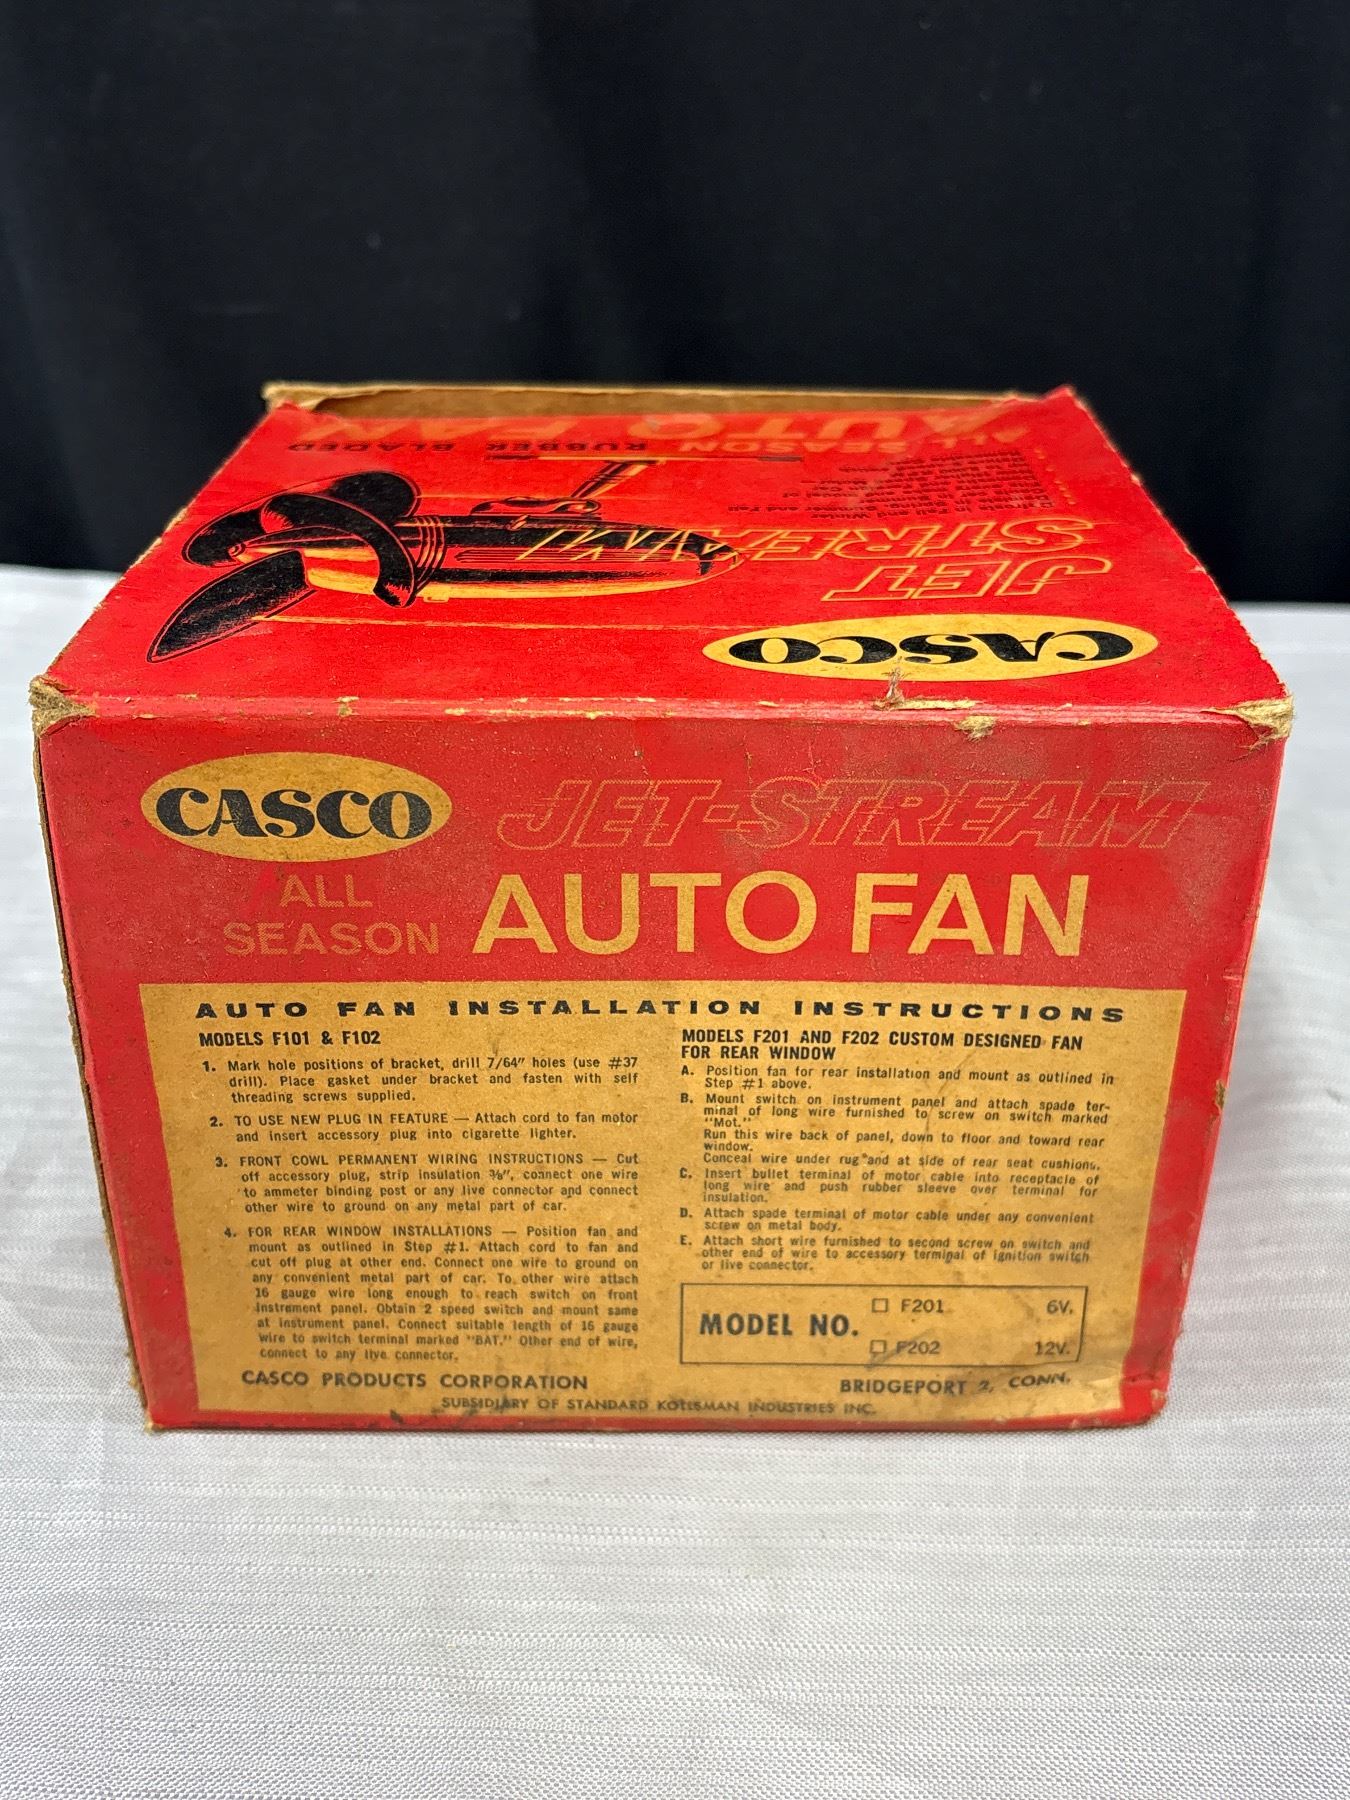 ALL SEASON AUTO FAN
RUBBER BLADED
JET
STREAM
CASCO
CASCO
JET-STREAM
ALL
SEASON
AUTO FAN
AUTO FAN INSTALLATION INSTRUCTIONS
MODELS F101 & F102
1. Mark hole positions of bracket, drill 7/64" holes (use #37
drill). Place gasket under bracket and fasten with self
threading screws supplied.
2. TO USE NEW PLUG IN FEATURE — Attach cord to fan motor
and insert accessory plug into cigarette lighter.
3. FRONT COWL PERMANENT WIRING INSTRUCTIONS — Cut
off accessory plug, strip insulation 3/8", connect one wire
to ammeter binding post or any live connector and connect
other wire to ground on any metal part of car.
4. FOR REAR WINDOW INSTALLATIONS — Position fan and
mount as outlined in Step #1. Attach cord to fan and
cut off plug at other end. Connect one wire to ground on
any convenient metal part of car. To other wire attach
16 gauge wire long enough to reach switch on front
instrument panel. Obtain 2 speed switch and mount same
at instrument panel. Connect suitable length of 16 gauge
wire to switch terminal marked "BAT." Other end of wire,
connect to any live connector.
MODELS F201 AND F202 CUSTOM DESIGNED FAN
FOR REAR WINDOW
A. Position fan for rear installation and mount as outlined in
Step #1 above.
B. Mount switch on instrument panel and attach spade ter-
minal of long wire furnished to screw on switch marked
"Mot."
Run this wire back of panel, down to floor and toward rear
window.
Conceal wire under rug and at side of rear seat cushions.
C. Insert bullet terminal of motor cable into receptacle of
long wire and push rubber sleeve over terminal for
insulation.
D. Attach spade terminal of motor cable under any convenient
screw on metal body.
E. Attach short wire furnished to second screw on switch and
other end of wire to accessory terminal of ignition switch
or live connector.
MODEL NO.
☐ F201 6V.
☐ F202 12V.
CASCO PRODUCTS CORPORATION BRIDGEPORT 2, CONN.
SUBSIDIARY OF STANDARD KOLLSMAN INDUSTRIES INC.